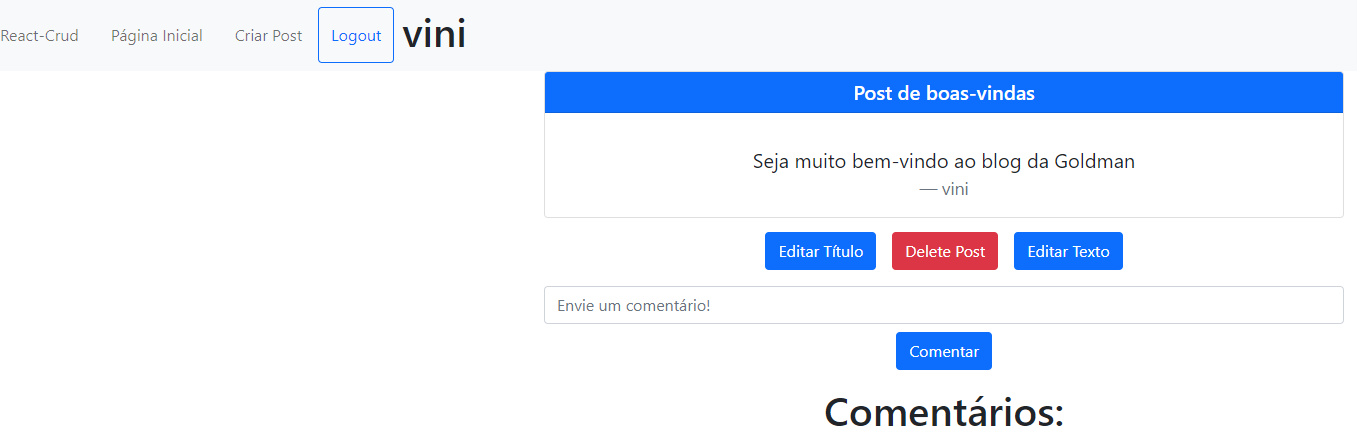 React-Crud Página Inicial Criar Post Logout vini
Post de boas-vindas
Seja muito bem-vindo ao blog da Goldman
— vini
Editar Título Delete Post Editar Texto
Envie um comentário!
Comentar
Comentários: